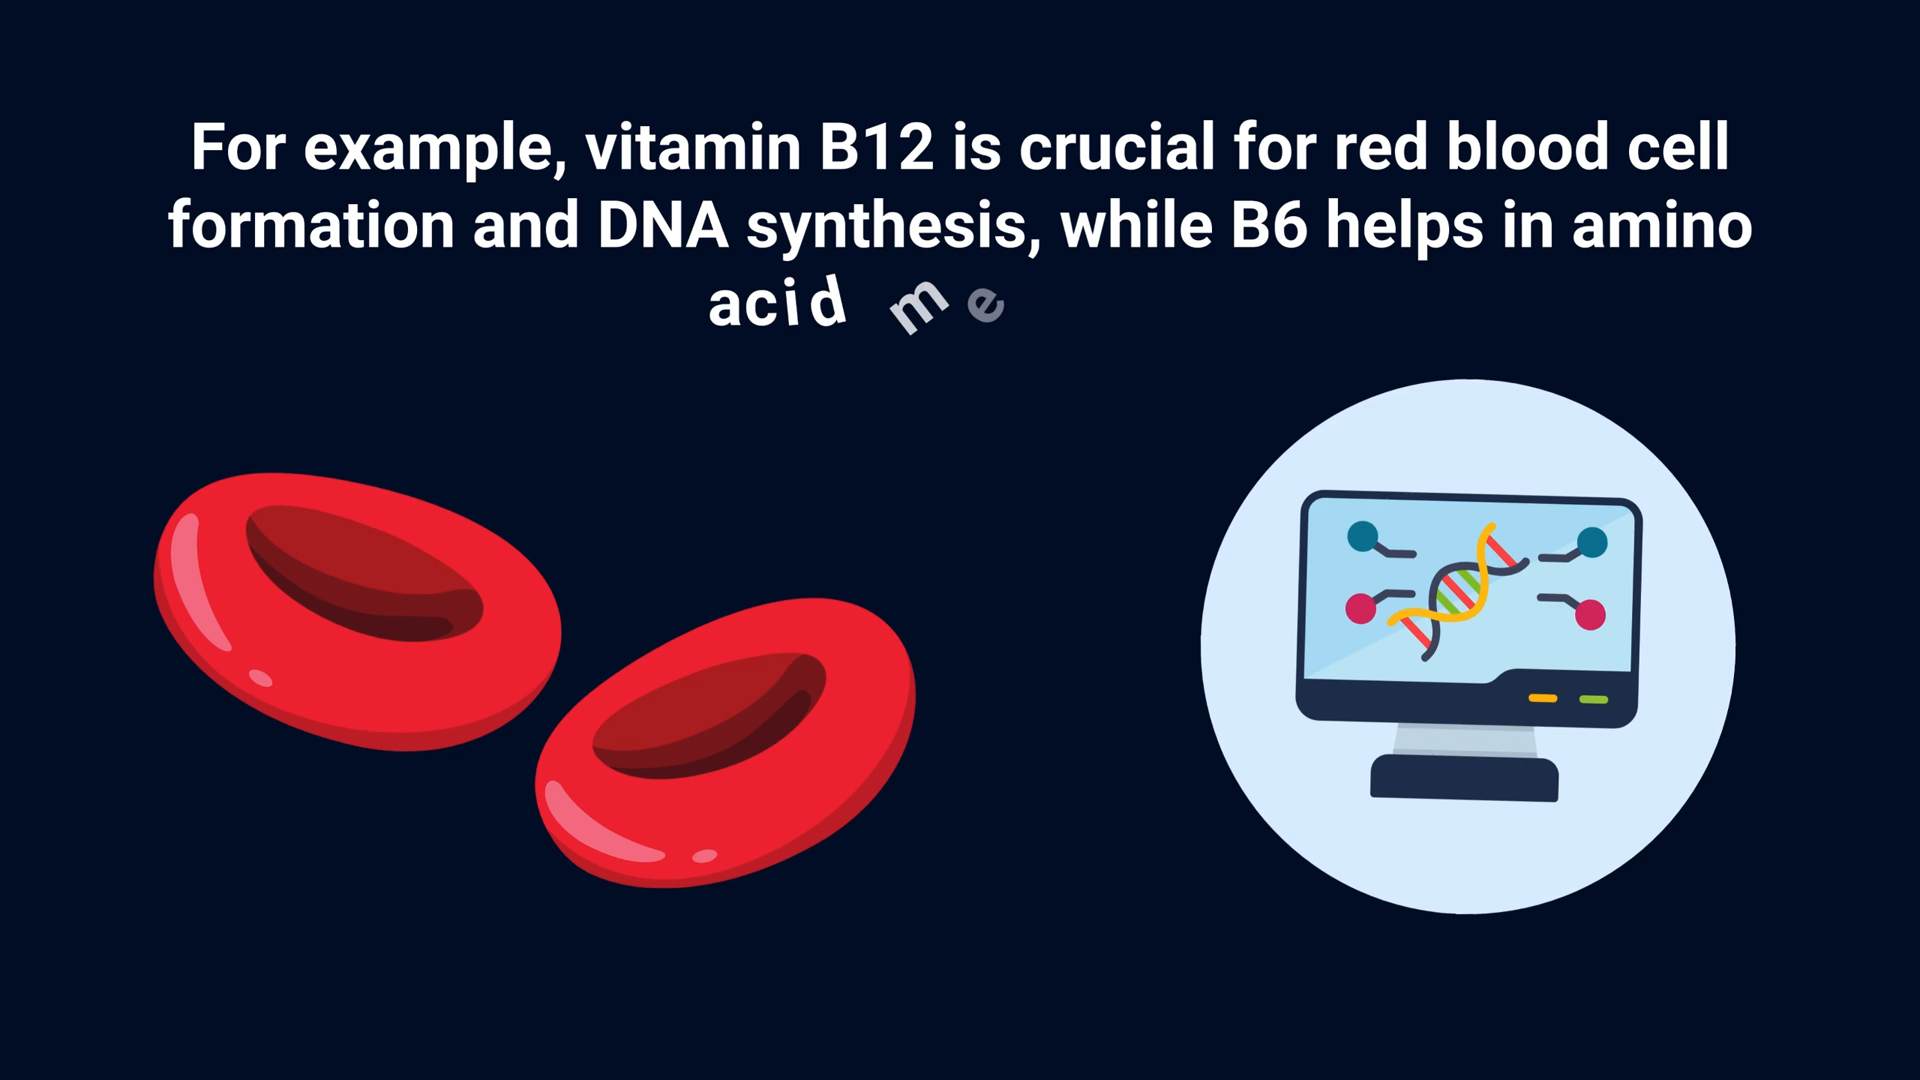 For example, vitamin B12 is crucial for red blood cell
formation and DNA synthesis, while B6 helps in amino
acid me